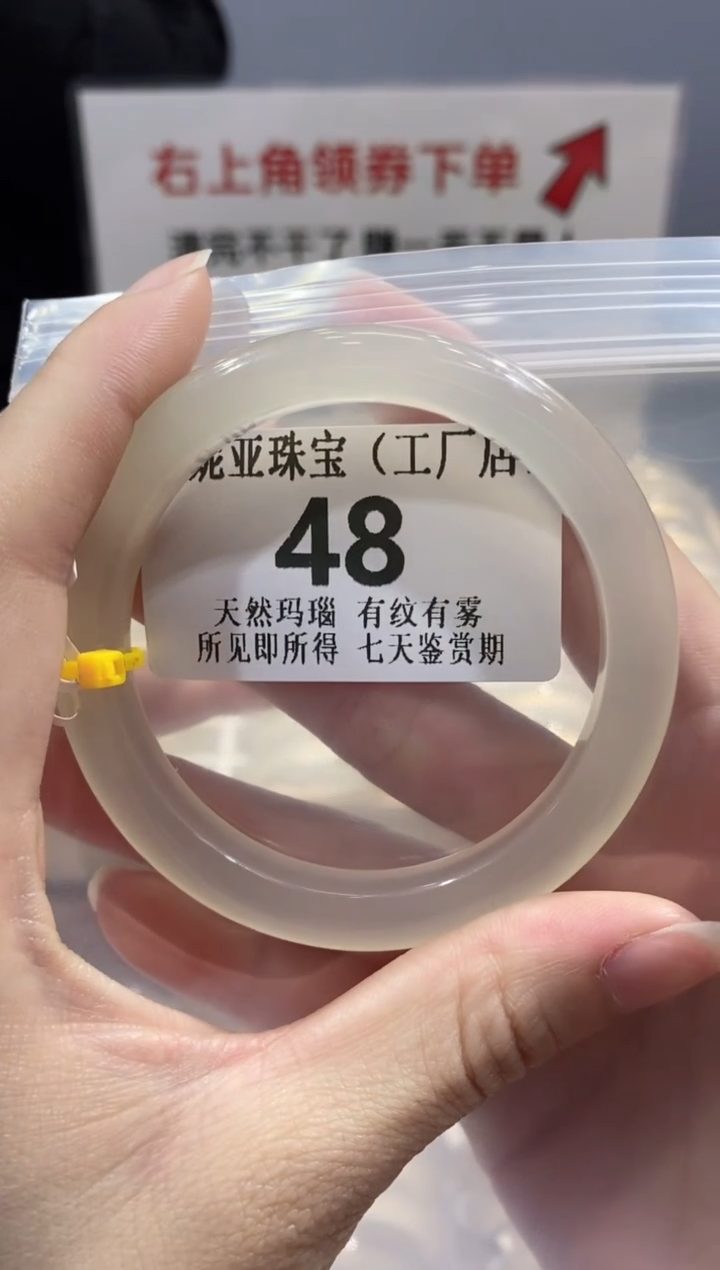 右上角领券下单
亚珠宝（工厂店
48
天然玛瑙 有纹有雾
所见即所得 七天鉴赏期